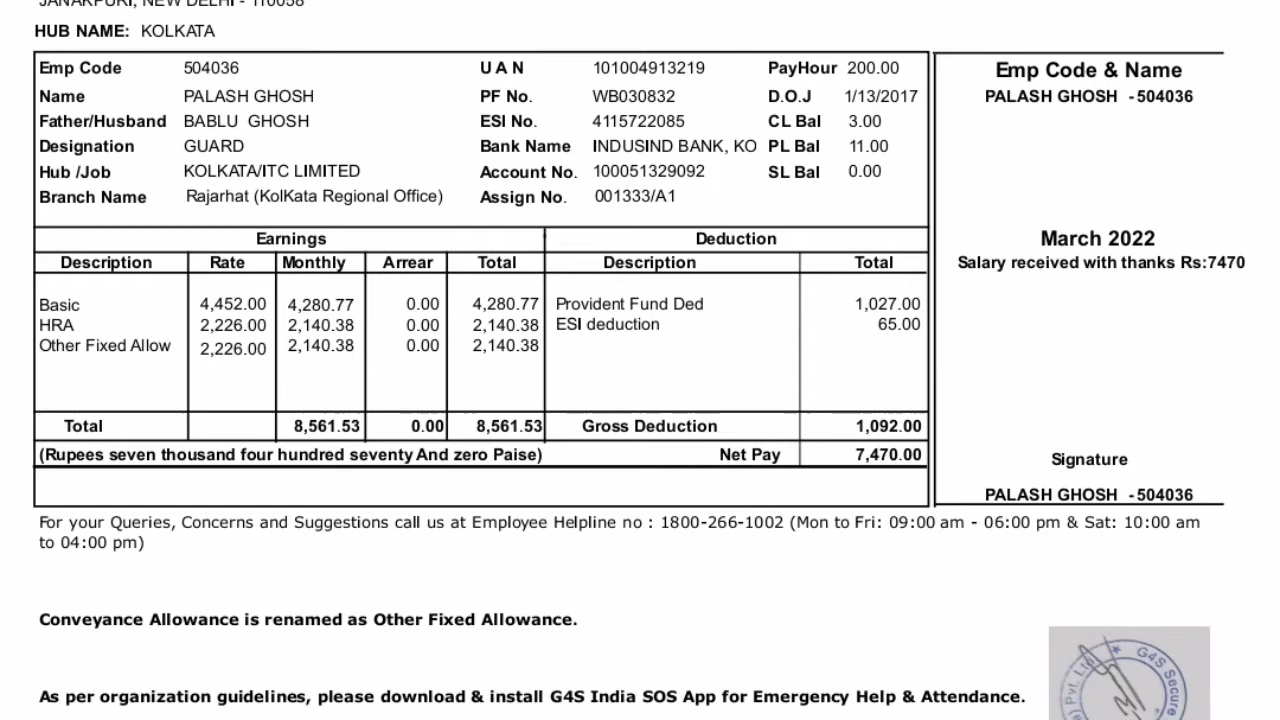 JANAKPURI, NEW DELHI - 110058
HUB NAME: KOLKATA
Emp Code 504036 U A N 101004913219 PayHour 200.00 Emp Code & Name
Name PALASH GHOSH PF No. WB030832 D.O.J 1/13/2017 PALASH GHOSH - 504036
Father/Husband BABLU GHOSH ESI No. 4115722085 CL Bal 3.00
Designation GUARD Bank Name INDUSIND BANK, KO PL Bal 11.00
Hub /Job KOLKATA/ITC LIMITED Account No. 100051329092 SL Bal 0.00
Branch Name Rajarhat (KolKata Regional Office) Assign No. 001333/A1
Earnings Deduction March 2022
Description Rate Monthly Arrear Total Description Total Salary received with thanks Rs:7470
Basic 4,452.00 4,280.77 0.00 4,280.77 Provident Fund Ded 1,027.00
HRA 2,226.00 2,140.38 0.00 2,140.38 ESI deduction 65.00
Other Fixed Allow 2,226.00 2,140.38 0.00 2,140.38
Total 8,561.53 0.00 8,561.53 Gross Deduction 1,092.00
(Rupees seven thousand four hundred seventy And zero Paise) Net Pay 7,470.00
Signature
PALASH GHOSH - 504036
For your Queries, Concerns and Suggestions call us at Employee Helpline no : 1800-266-1002 (Mon to Fri: 09:00 am - 06:00 pm & Sat: 10:00 am
to 04:00 pm)
Conveyance Allowance is renamed as Other Fixed Allowance.
As per organization guidelines, please download & install G4S India SOS App for Emergency Help & Attendance.
) Pvt. Ltd ★ G4S Secure